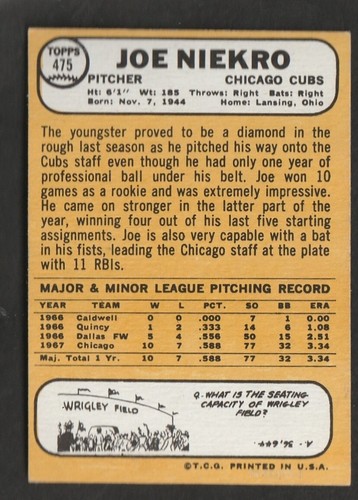 TOPPS
475
JOE NIEKRO
PITCHER CHICAGO CUBS
Ht: 6'1" Wt: 185 Throws: Right Bats: Right
Born: Nov. 7, 1944 Home: Lansing, Ohio
The youngster proved to be a diamond in the
rough last season as he pitched his way onto the
Cubs staff even though he had only one year of
professional ball under his belt. Joe won 10
games as a rookie and was extremely impressive.
He came on stronger in the latter part of the
year, winning four out of his last five starting
assignments. Joe is also very capable with a bat
in his fists, leading the Chicago staff at the plate
with 11 RBIs.
MAJOR & MINOR LEAGUE PITCHING RECORD
YEAR TEAM W L PCT. SO BB ERA
1966 Caldwell 0 0 .000 7 1 0.00
1966 Quincy 1 2 .333 14 6 1.08
1966 Dallas FW 5 4 .556 50 15 2.51
1967 Chicago 10 7 .588 77 32 3.34
Maj. Total 1 Yr. 10 7 .588 77 32 3.34
WRIGLEY FIELD
Q. WHAT IS THE SEATING
CAPACITY OF WRIGLEY
FIELD?
A. 36,644.
©T.C.G. PRINTED IN U.S.A.